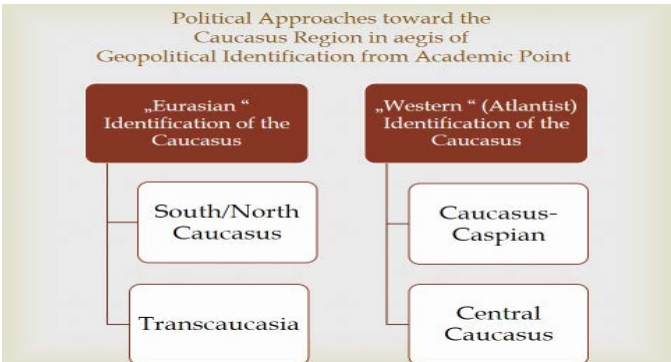 Political Approaches toward the
Caucasus Region in aegis of
Geopolitical Identification from Academic Point
„Eurasian “
Identification of the
Caucasus
South/North
Caucasus
Transcaucasia
„Western “ (Atlantist)
Identification of the
Caucasus
Caucasus-
Caspian
Central
Caucasus